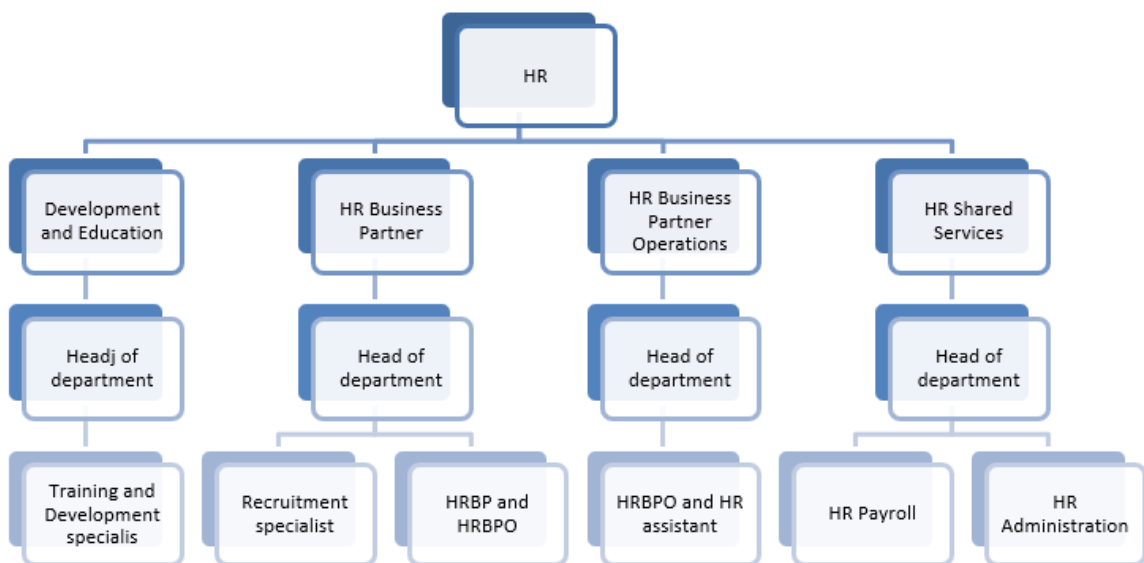 HR
Development
and Education
HR Business
Partner
HR Business
Partner
Operations
HR Shared
Services
Headj of
department
Head of
department
Head of
department
Head of
department
Training and
Development
specialis
Recruitment
specialist
HRBP and
HRBPO
HRBPO and HR
assistant
HR Payroll
HR
Administration